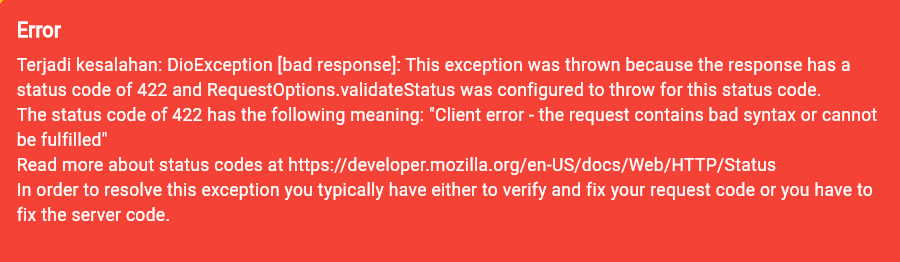 Error
Terjadi kesalahan: DioException [bad response]: This exception was thrown because the response has a
status code of 422 and RequestOptions.validateStatus was configured to throw for this status code.
The status code of 422 has the following meaning: "Client error - the request contains bad syntax or cannot
be fulfilled"
Read more about status codes at https://developer.mozilla.org/en-US/docs/Web/HTTP/Status
In order to resolve this exception you typically have either to verify and fix your request code or you have to
fix the server code.